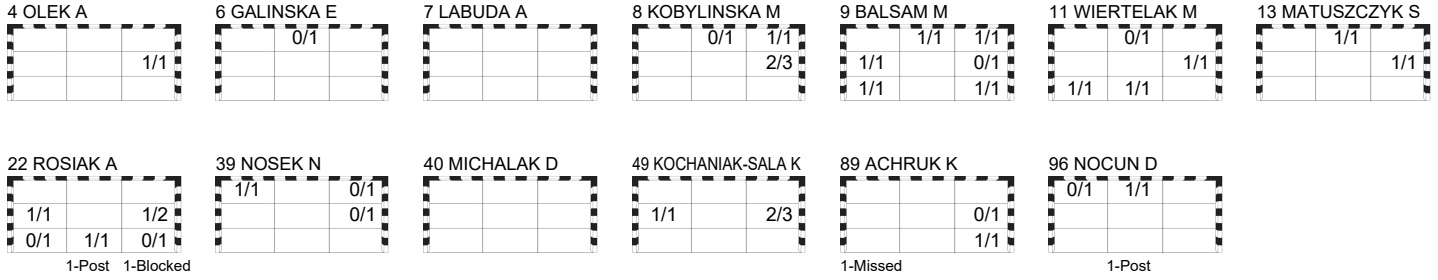 4 OLEK A 6 GALINSKA E 7 LABUDA A 8 KOBYLINSKA M 9 BALSAM M 11 WIERTELAK M 13 MATUSZCZYK S
0/1 0/1 1/1 1/1 1/1 0/1 1/1
1/1 2/3 1/1 0/1 1/1 1/1
1/1 1/1 1/1 1/1
22 ROSIAK A 39 NOSEK N 40 MICHALAK D 49 KOCHANIAK-SALA K 89 ACHRUK K 96 NOCUN D
1/1 0/1 0/1 1/1
1/1 1/2 0/1 1/1 2/3 0/1
0/1 1/1 0/1 1/1
1-Post 1-Blocked 1-Missed 1-Post